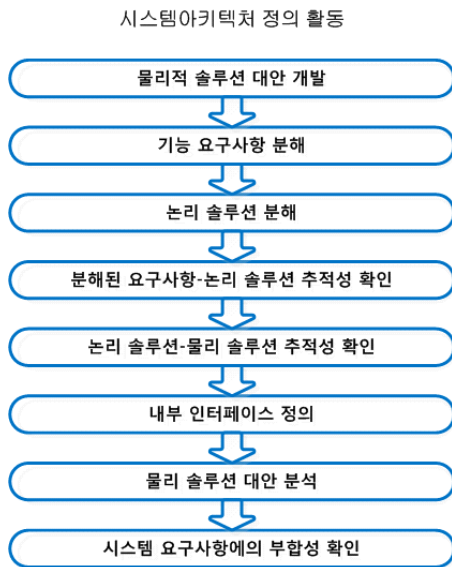 시스템아키텍처 정의 활동
물리적 솔루션 대안 개발
기능 요구사항 분해
논리 솔루션 분해
분해된 요구사항-논리 솔루션 추적성 확인
논리 솔루션-물리 솔루션 추적성 확인
내부 인터페이스 정의
물리 솔루션 대안 분석
시스템 요구사항에의 부합성 확인